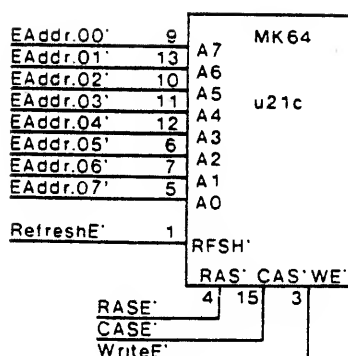 EAddr.00' 9 A7 MK64
EAddr.01' 13 A6
EAddr.02' 10 A5
EAddr.03' 11 A4 u21c
EAddr.04' 12 A3
EAddr.05' 6 A2
EAddr.06' 7 A1
EAddr.07' 5 A0
RefreshE' 1 RFSH'
RAS' CAS' WE'
4 15 3
RASE'
CASE'
WriteE'